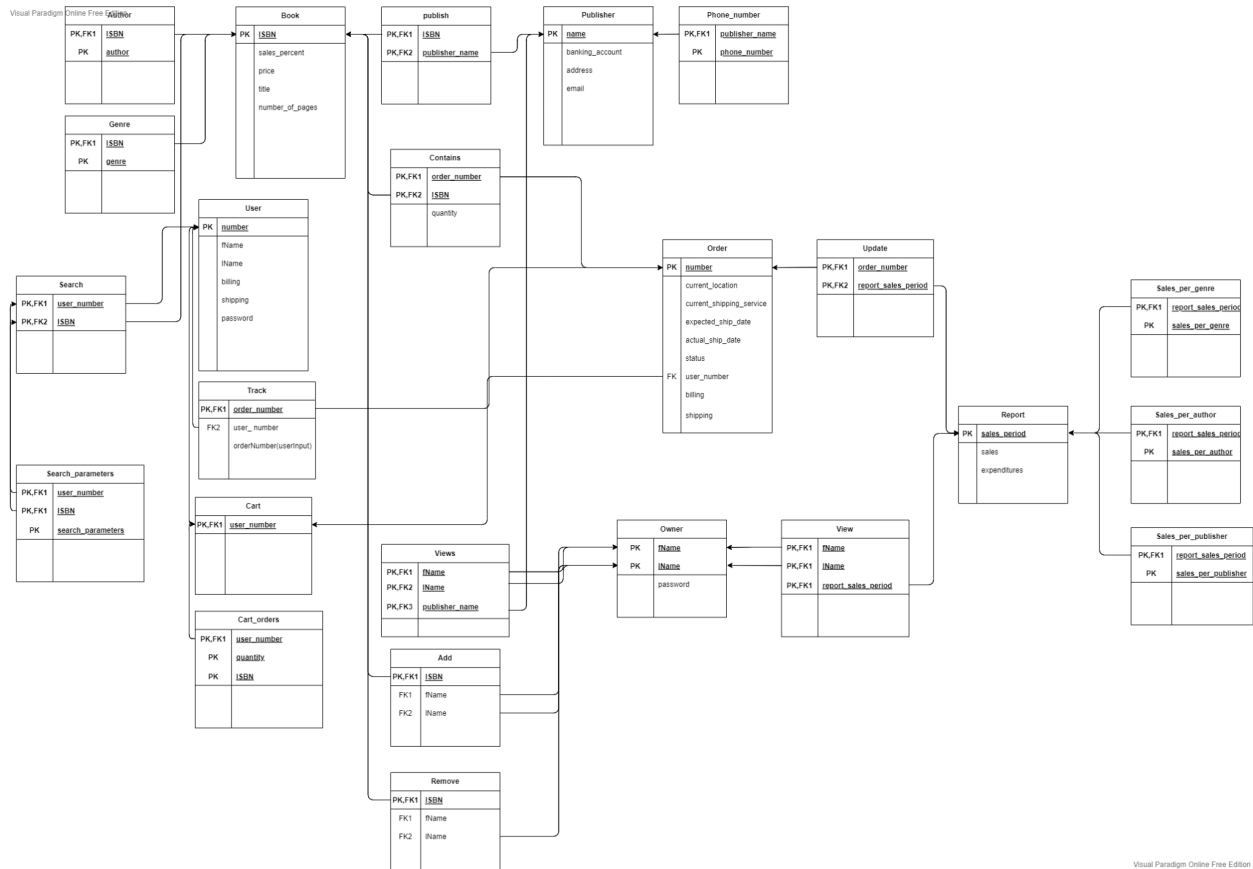 Visual Paradigm Online Free Edition
Author
PK,FK1 ISBN
PK author
Book
PK ISBN
sales_percent
price
title
number_of_pages
publish
PK,FK1 ISBN
PK,FK2 publisher_name
Publisher
PK name
banking_account
address
email
Phone_number
PK,FK1 publisher_name
PK phone_number
Genre
PK,FK1 ISBN
PK genre
Contains
PK,FK1 order_number
PK,FK2 ISBN
quantity
User
PK number
fName
lName
billing
shipping
password
Order
PK number
current_location
current_shipping_service
expected_ship_date
actual_ship_date
status
FK user_number
billing
shipping
Update
PK,FK1 order_number
PK,FK2 report_sales_period
Search
PK,FK1 user_number
PK,FK2 ISBN
Sales_per_genre
PK,FK1 report_sales_period
PK sales_per_genre
Track
PK,FK1 order_number
FK2 user_ number
orderNumber(userInput)
Report
PK sales_period
sales
expenditures
Sales_per_author
PK,FK1 report_sales_period
PK sales_per_author
Search_parameters
PK,FK1 user_number
PK,FK1 ISBN
PK search_parameters
Cart
PK,FK1 user_number
Views
PK,FK1 fName
PK,FK2 lName
PK,FK3 publisher_name
Owner
PK fName
PK lName
password
View
PK,FK1 fName
PK,FK1 lName
PK,FK1 report_sales_period
Sales_per_publisher
PK,FK1 report_sales_period
PK sales_per_publisher
Cart_orders
PK,FK1 user_number
PK quantity
PK ISBN
Add
PK,FK1 ISBN
FK1 fName
FK2 lName
Remove
PK,FK1 ISBN
FK1 fName
FK2 lName
Visual Paradigm Online Free Edition